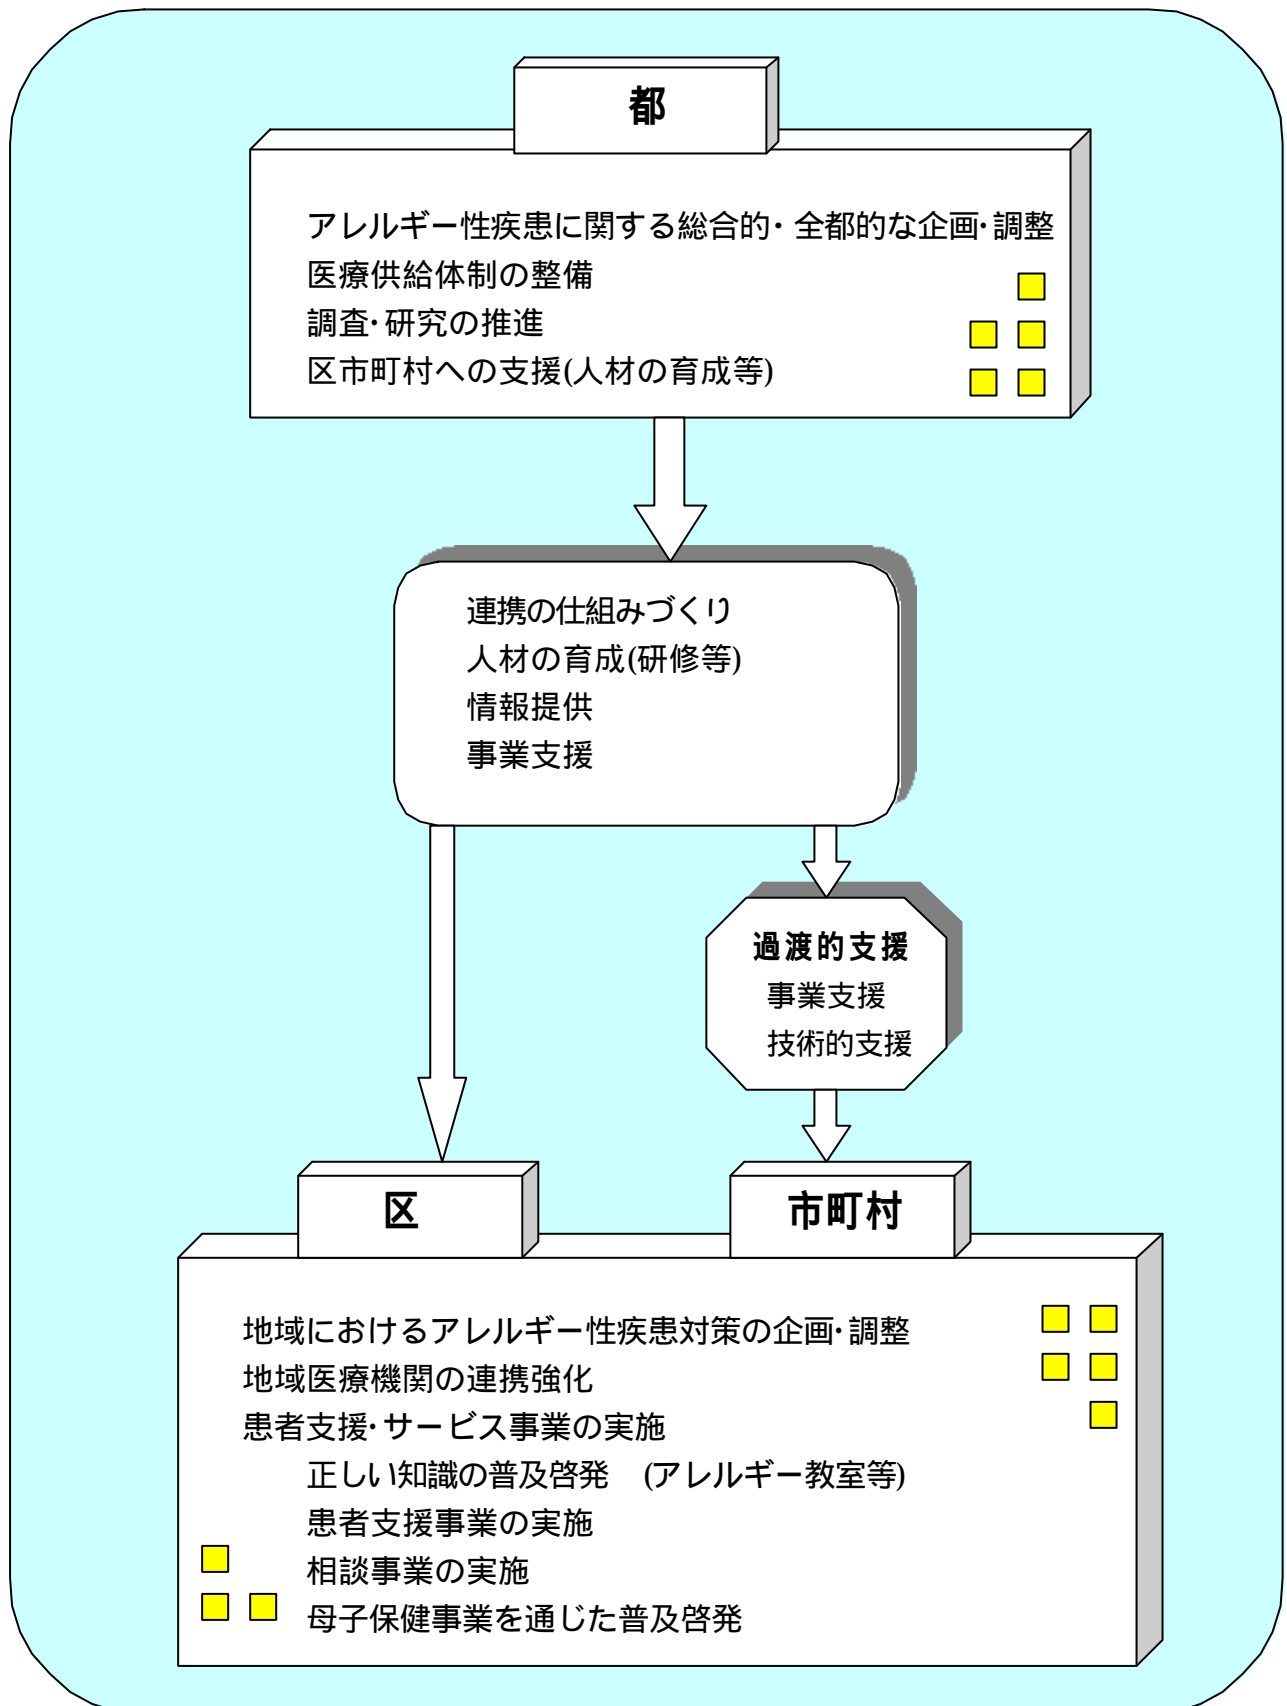 都
アレルギー性疾患に関する総合的・全都的な企画・調整
医療供給体制の整備
調査・研究の推進
区市町村への支援(人材の育成等)
連携の仕組みづくり
人材の育成(研修等)
情報提供
事業支援
過渡的支援
事業支援
技術的支援
区
市町村
地域におけるアレルギー性疾患対策の企画・調整
地域医療機関の連携強化
患者支援・サービス事業の実施
正しい知識の普及啓発　(アレルギー教室等)
患者支援事業の実施
相談事業の実施
母子保健事業を通じた普及啓発